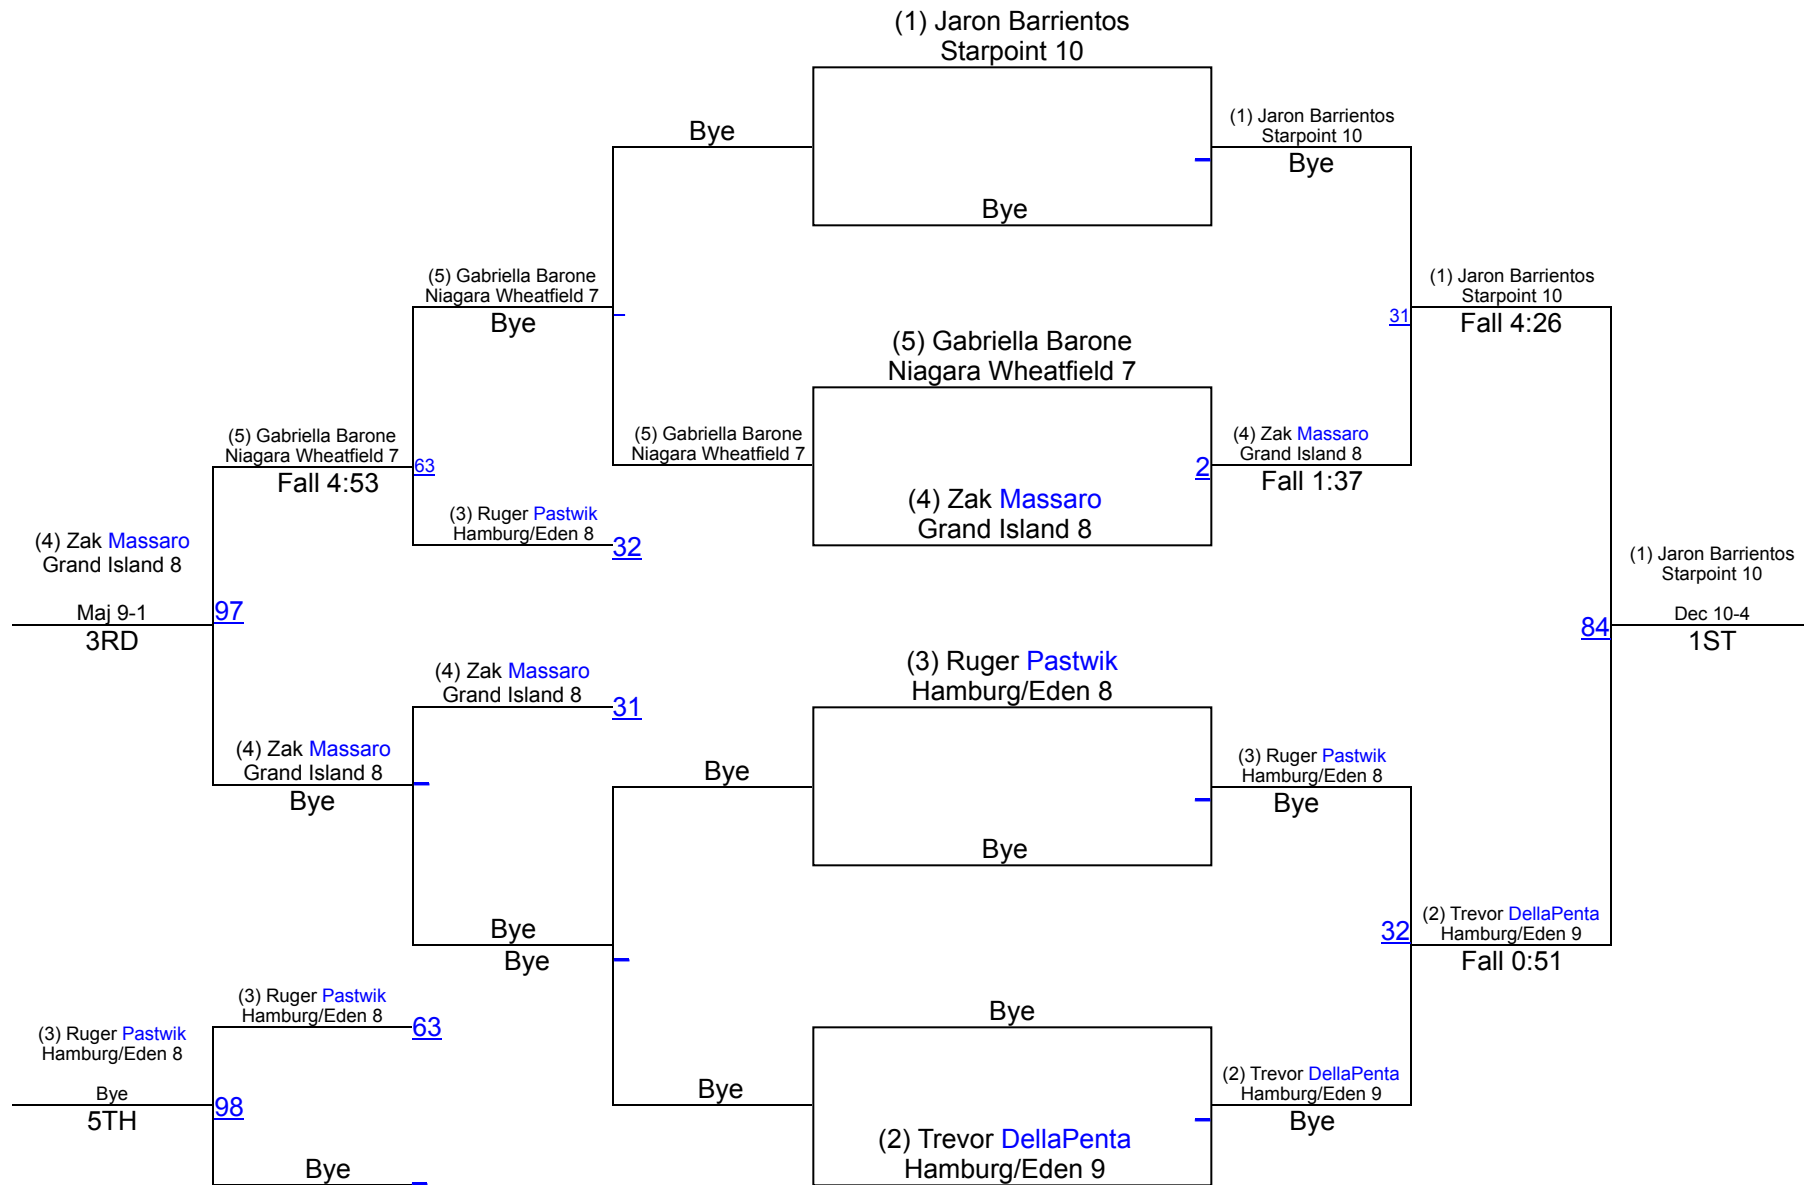 (1) Jaron Barrientos
Starpoint 10
Bye
(1) Jaron Barrientos
Starpoint 10
Bye
Bye
(5) Gabriella Barone
Niagara Wheatfield 7
Bye
(1) Jaron Barrientos
Starpoint 10
31
Fall 4:26
(5) Gabriella Barone
Niagara Wheatfield 7
(5) Gabriella Barone
Niagara Wheatfield 7
63
Fall 4:53
(5) Gabriella Barone
Niagara Wheatfield 7
2
(4) Zak Massaro
Grand Island 8
Fall 1:37
(4) Zak Massaro
Grand Island 8
(3) Ruger Pastwik
Hamburg/Eden 8
32
(4) Zak Massaro
Grand Island 8
(1) Jaron Barrientos
Starpoint 10
Maj 9-1
97
3RD
84
Dec 10-4
1ST
(4) Zak Massaro
Grand Island 8
31
(3) Ruger Pastwik
Hamburg/Eden 8
(4) Zak Massaro
Grand Island 8
Bye
Bye
(3) Ruger Pastwik
Hamburg/Eden 8
Bye
Bye
Bye
Bye
32
(2) Trevor DellaPenta
Hamburg/Eden 9
Fall 0:51
(3) Ruger Pastwik
Hamburg/Eden 8
63
Bye
(3) Ruger Pastwik
Hamburg/Eden 8
Bye
98
5TH
Bye
(2) Trevor DellaPenta
Hamburg/Eden 9
Bye
(2) Trevor DellaPenta
Hamburg/Eden 9
Bye